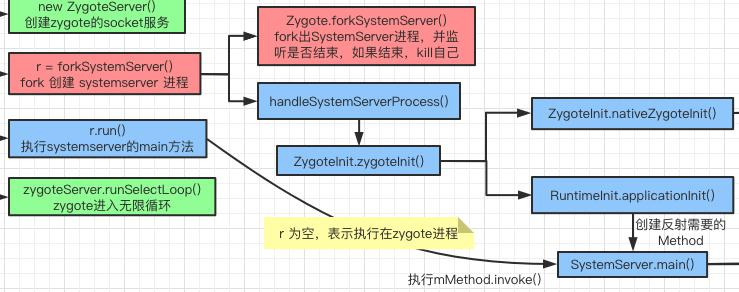 new ZygoteServer()
创建zygote的socket服务
Zygote.forkSystemServer()
fork出SystemServer进程，并监
听是否结束，如果结束，kill自己
r = forkSystemServer()
fork 创建 systemserver 进程
handleSystemServerProcess()
ZygoteInit.nativeZygoteInit()
r.run()
执行systemserver的main方法
ZygoteInit.zygoteInit()
zygoteServer.runSelectLoop()
zygote进入无限循环
RuntimeInit.applicationInit()
r 为空，表示执行在zygote进程
创建反射需要的
Method
SystemServer.main()
执行mMethod.invoke()